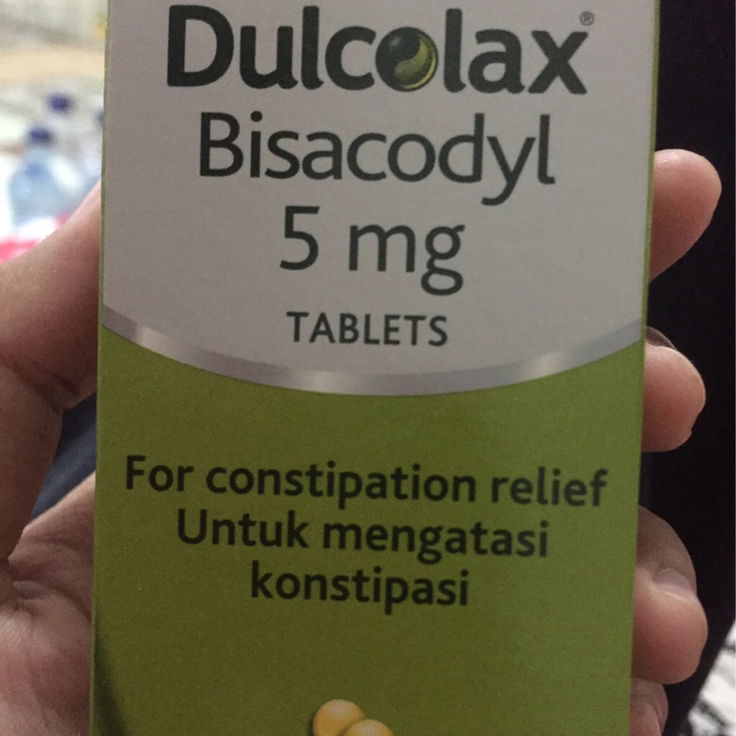 Dulcolax®
Bisacodyl
5 mg
TABLETS
For constipation relief
Untuk mengatasi
konstipasi